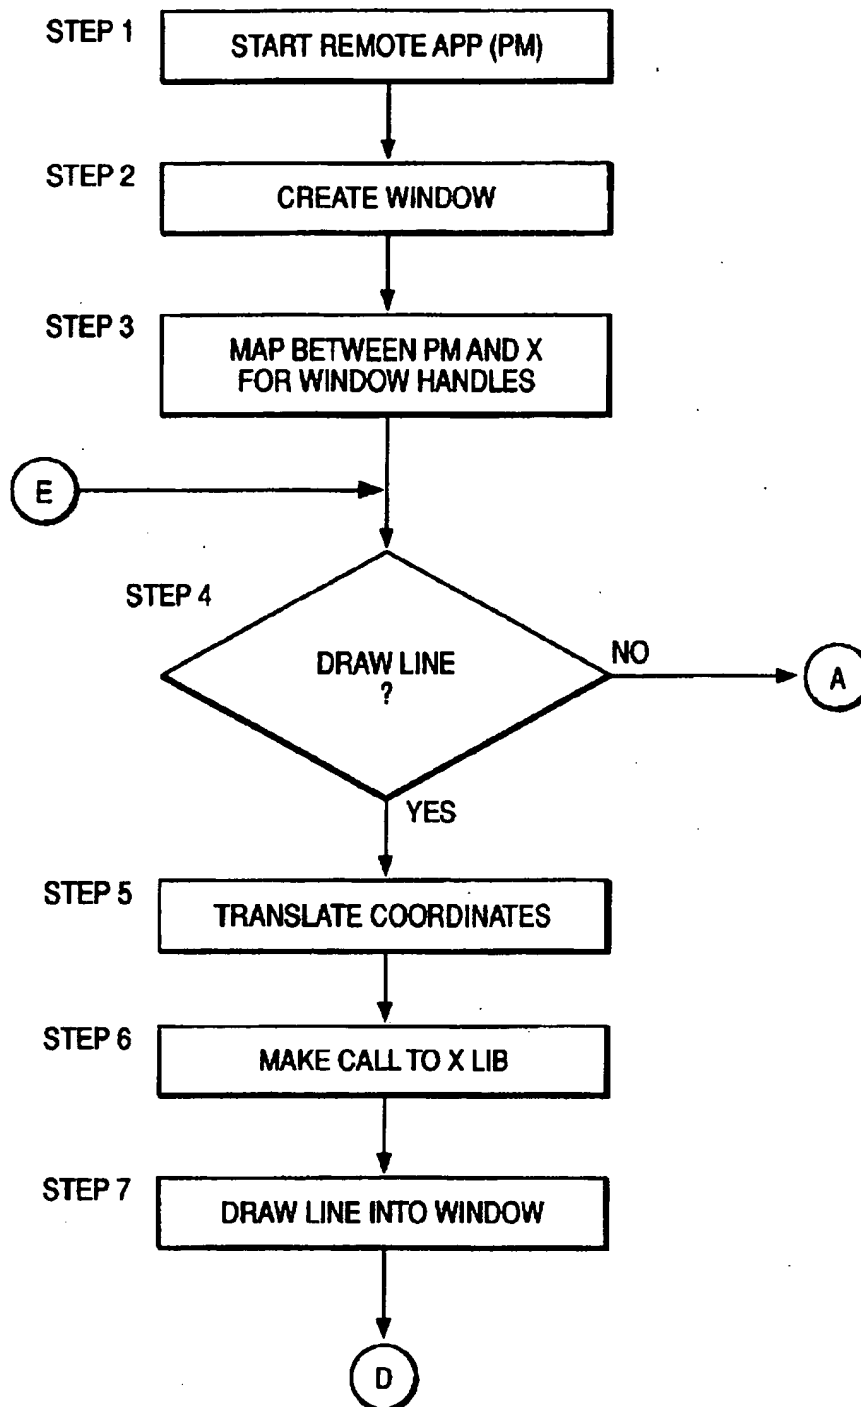 STEP 1
START REMOTE APP (PM)
STEP 2
CREATE WINDOW
STEP 3
MAP BETWEEN PM AND X
FOR WINDOW HANDLES
E
STEP 4
DRAW LINE
?
NO
A
YES
STEP 5
TRANSLATE COORDINATES
STEP 6
MAKE CALL TO X LIB
STEP 7
DRAW LINE INTO WINDOW
D